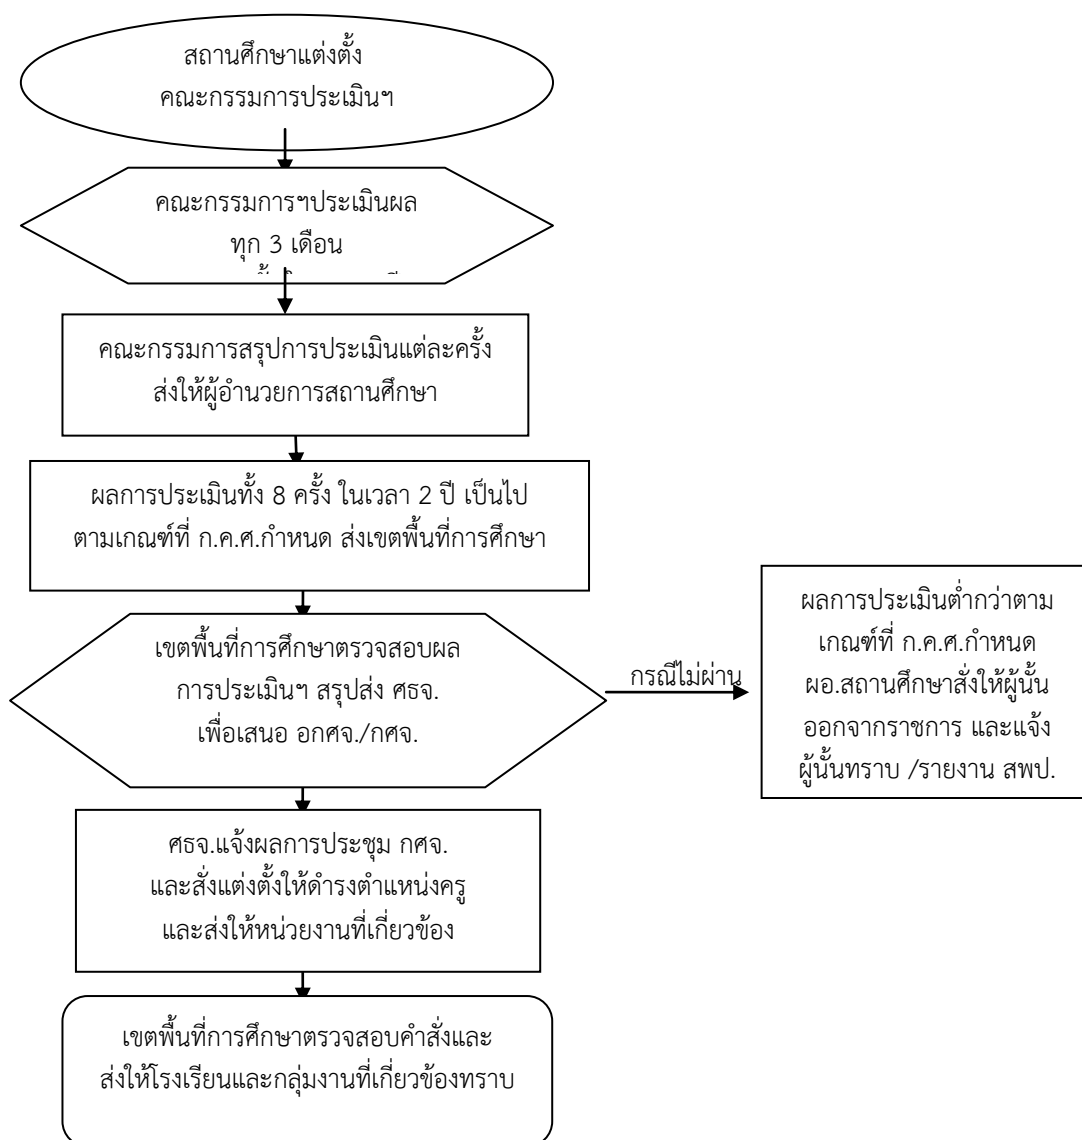 สถานศึกษาแต่งตั้ง
คณะกรรมการประเมินฯ
คณะกรรมการฯประเมินผล
ทุก 3 เดือน
คณะกรรมการสรุปการประเมินแต่ละครั้ง
ส่งให้ผู้อำนวยการสถานศึกษา
ผลการประเมินทั้ง 8 ครั้ง ในเวลา 2 ปี เป็นไป
ตามเกณฑ์ที่ ก.ค.ศ.กำหนด ส่งเขตพื้นที่การศึกษา
เขตพื้นที่การศึกษาตรวจสอบผล
การประเมินฯ สรุปส่ง ศธจ.
เพื่อเสนอ อกศจ./กศจ.
กรณีไม่ผ่าน
ผลการประเมินต่ำกว่าตาม
เกณฑ์ที่ ก.ค.ศ.กำหนด
ผอ.สถานศึกษาสั่งให้ผู้นั้น
ออกจากราชการ และแจ้ง
ผู้นั้นทราบ /รายงาน สพป.
ศธจ.แจ้งผลการประชุม กศจ.
และสั่งแต่งตั้งให้ดำรงตำแหน่งครู
และส่งให้หน่วยงานที่เกี่ยวข้อง
เขตพื้นที่การศึกษาตรวจสอบคำสั่งและ
ส่งให้โรงเรียนและกลุ่มงานที่เกี่ยวข้องทราบ